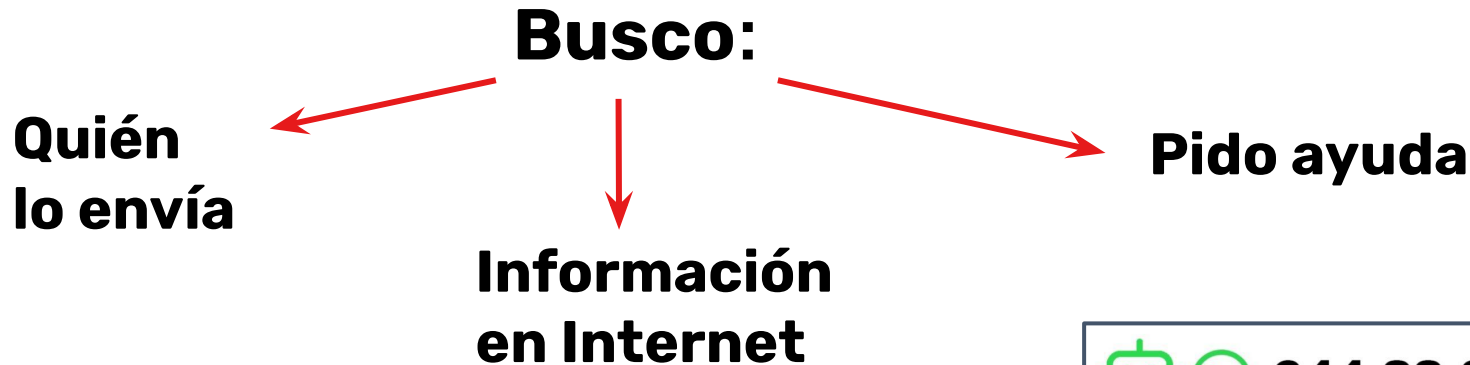 Busco:
Quién
lo envía
Pido ayuda
Información
en Internet